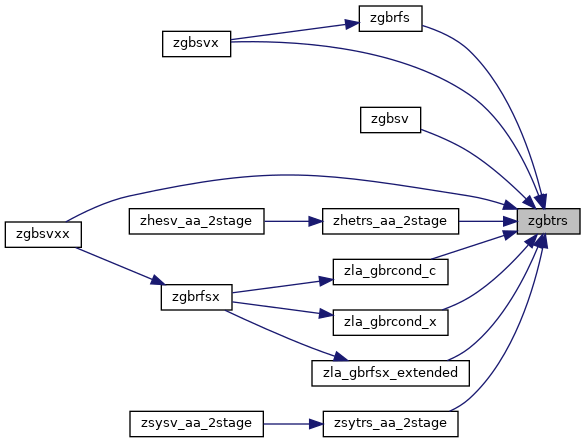 zgbrfs
zgbsvx
zgbsv
zgbtrs
zhesv_aa_2stage
zhetrs_aa_2stage
zgbsvxx
zla_gbrcond_c
zgbrfsx
zla_gbrcond_x
zla_gbrfsx_extended
zsysv_aa_2stage
zsytrs_aa_2stage